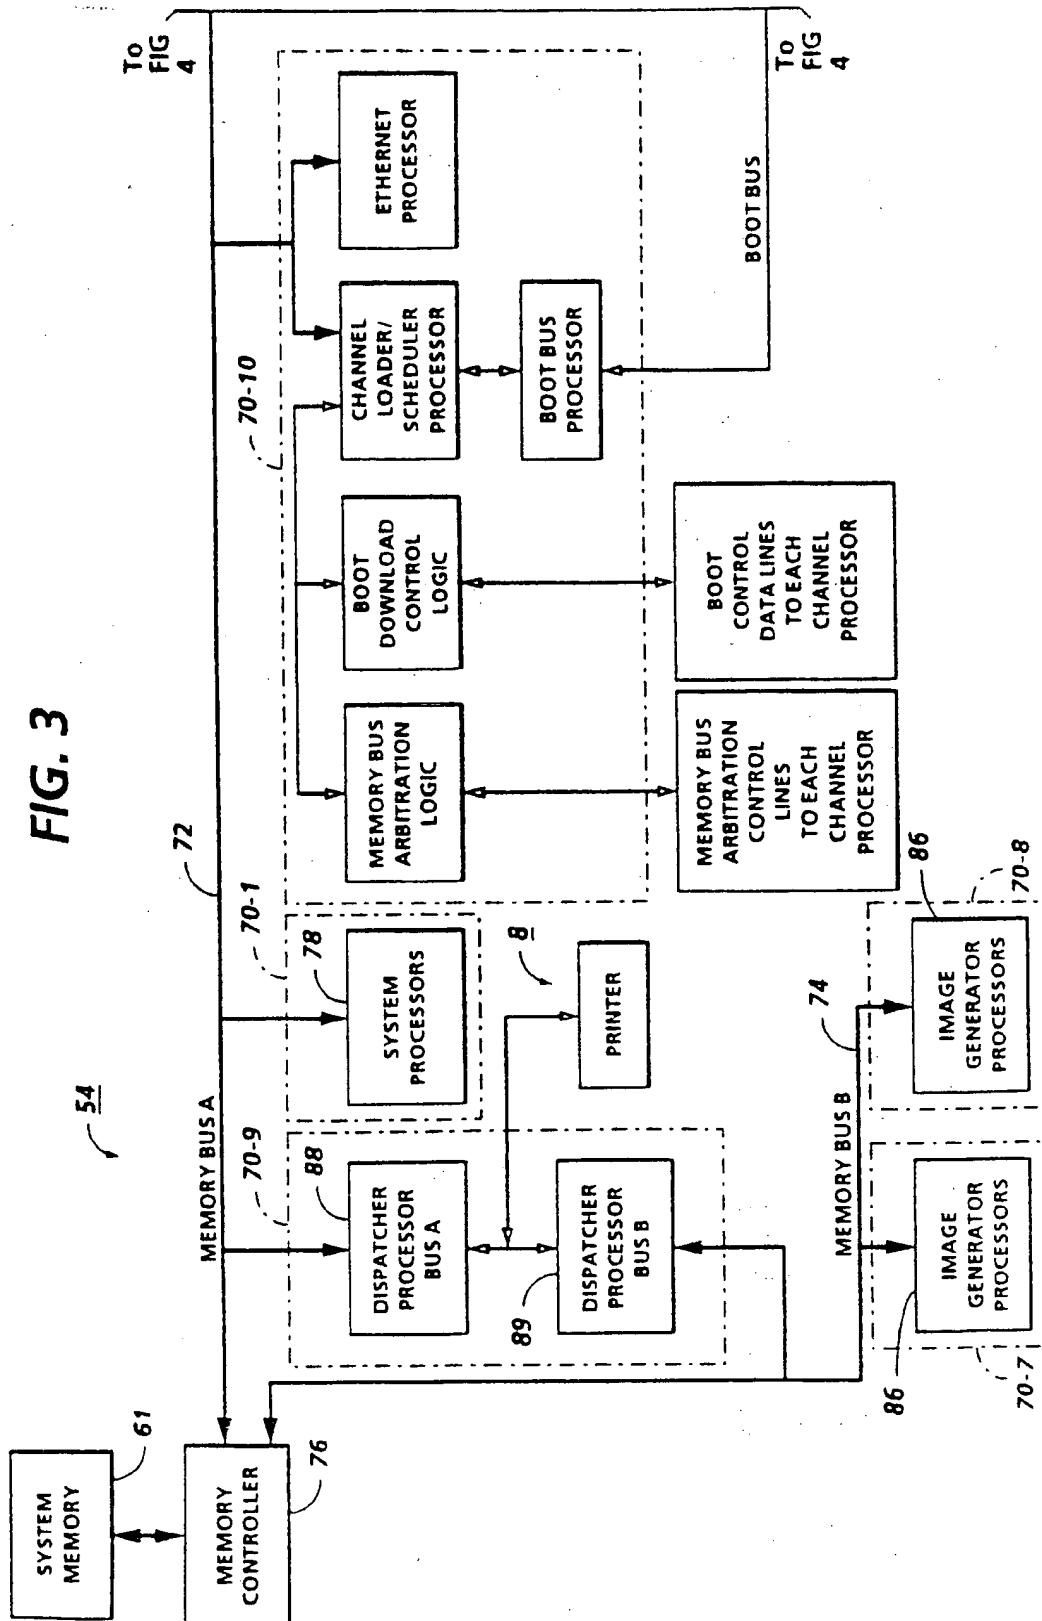 FIG. 3
54
SYSTEM
MEMORY
61
MEMORY
CONTROLLER
76
MEMORY BUS A
72
To
FIG
4
70-9
DISPATCHER
PROCESSOR
BUS A
88
89
DISPATCHER
PROCESSOR
BUS B
70-1
78
SYSTEM
PROCESSORS
8
PRINTER
70-10
MEMORY BUS
ARBITRATION
LOGIC
BOOT
DOWNLOAD
CONTROL
LOGIC
CHANNEL
LOADER/
SCHEDULER
PROCESSOR
ETHERNET
PROCESSOR
BOOT BUS
PROCESSOR
MEMORY BUS
ARBITRATION
CONTROL
LINES
TO EACH
CHANNEL
PROCESSOR
BOOT
CONTROL
DATA LINES
TO EACH
CHANNEL
PROCESSOR
BOOT BUS
To
FIG
4
MEMORY BUS B
74
86
IMAGE
GENERATOR
PROCESSORS
70-7
86
IMAGE
GENERATOR
PROCESSORS
70-8